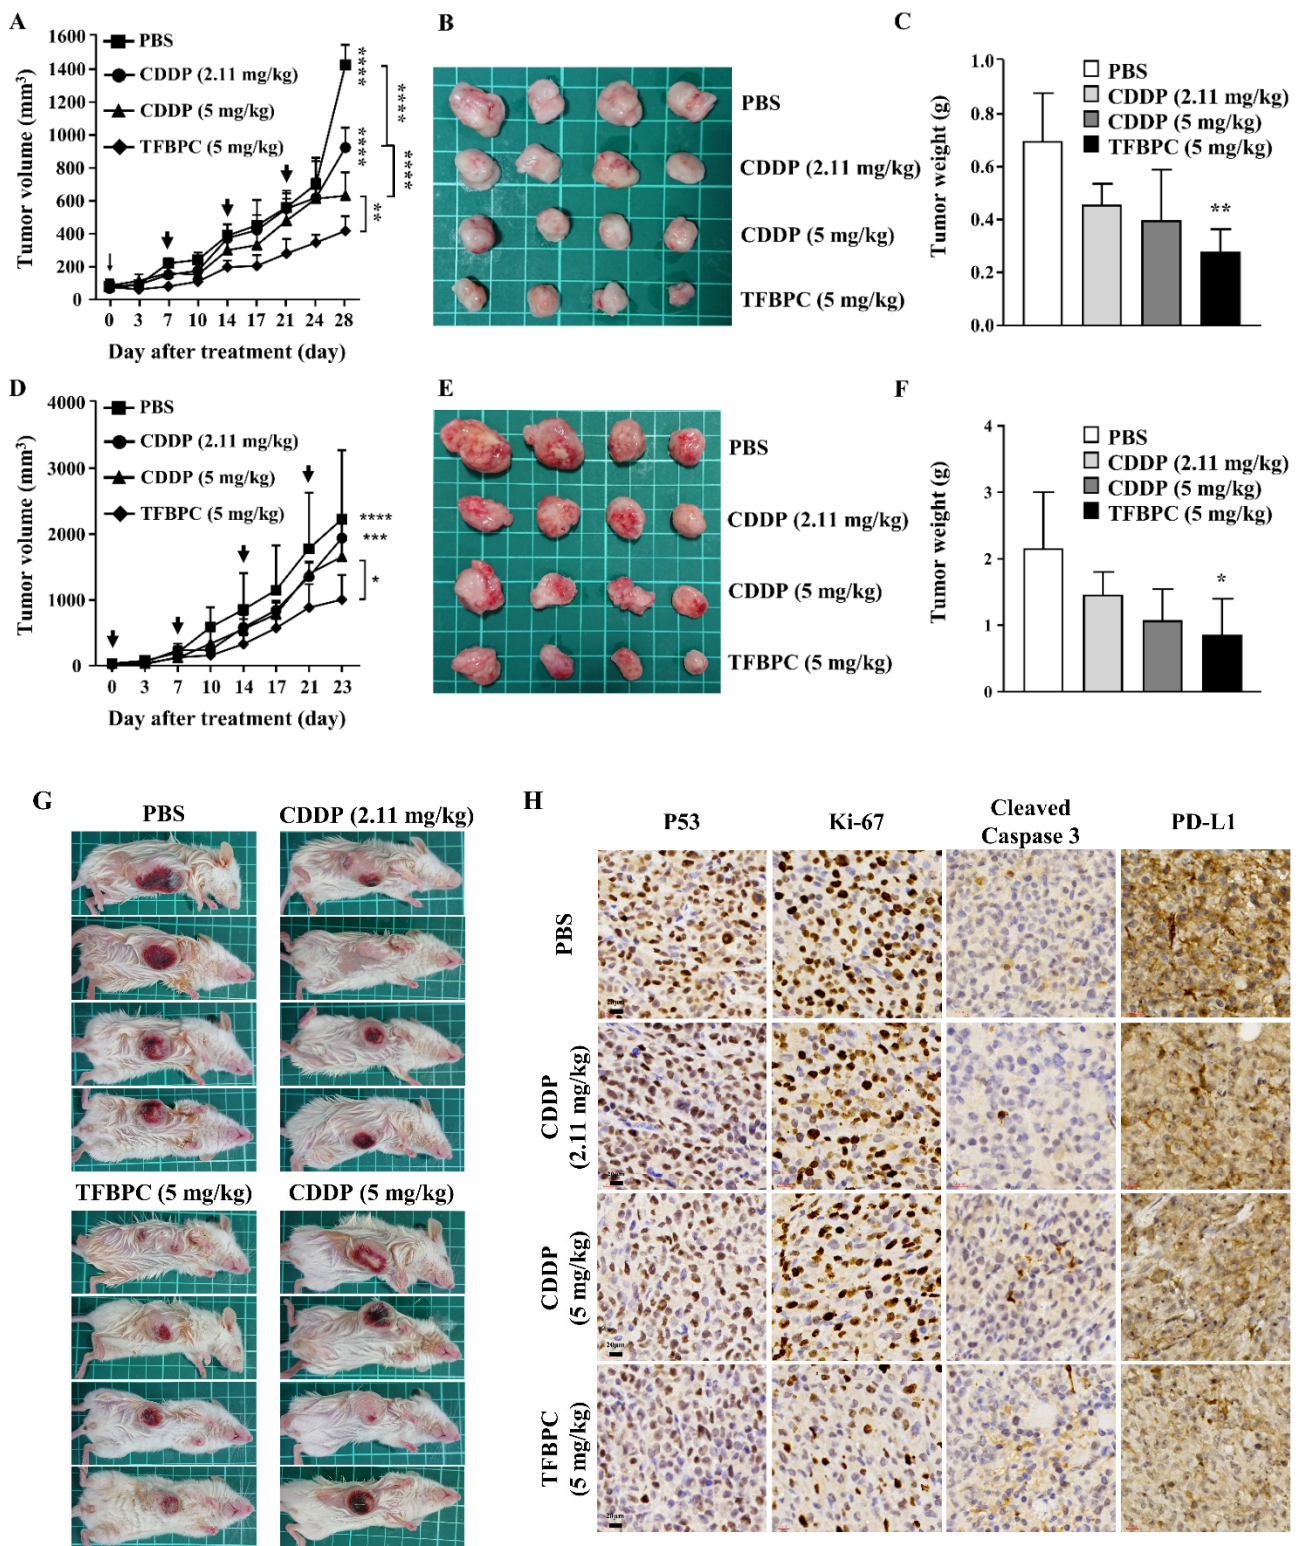 A
1600
1400
1200
1000
800
600
400
200
0
Tumor volume (mm³)
PBS
CDDP (2.11 mg/kg)
CDDP (5 mg/kg)
TFBPC (5 mg/kg)
****
****
****
****
**
0 3 7 10 14 17 21 24 28
Day after treatment (day)
B
PBS
CDDP (2.11 mg/kg)
CDDP (5 mg/kg)
TFBPC (5 mg/kg)
C
1.0
0.8
0.6
0.4
0.2
0.0
Tumor weight (g)
PBS
CDDP (2.11 mg/kg)
CDDP (5 mg/kg)
TFBPC (5 mg/kg)
**
D
4000
3000
2000
1000
0
Tumor volume (mm³)
PBS
CDDP (2.11 mg/kg)
CDDP (5 mg/kg)
TFBPC (5 mg/kg)
****
***
*
0 3 7 10 14 17 21 23
Day after treatment (day)
E
PBS
CDDP (2.11 mg/kg)
CDDP (5 mg/kg)
TFBPC (5 mg/kg)
F
4
3
2
1
0
Tumor weight (g)
PBS
CDDP (2.11 mg/kg)
CDDP (5 mg/kg)
TFBPC (5 mg/kg)
*
G
PBS
CDDP (2.11 mg/kg)
TFBPC (5 mg/kg)
CDDP (5 mg/kg)
H
P53
Ki-67
Cleaved
Caspase 3
PD-L1
PBS
20μm
CDDP
(2.11 mg/kg)
20μm
CDDP
(5 mg/kg)
20μm
TFBPC
(5 mg/kg)
20μm